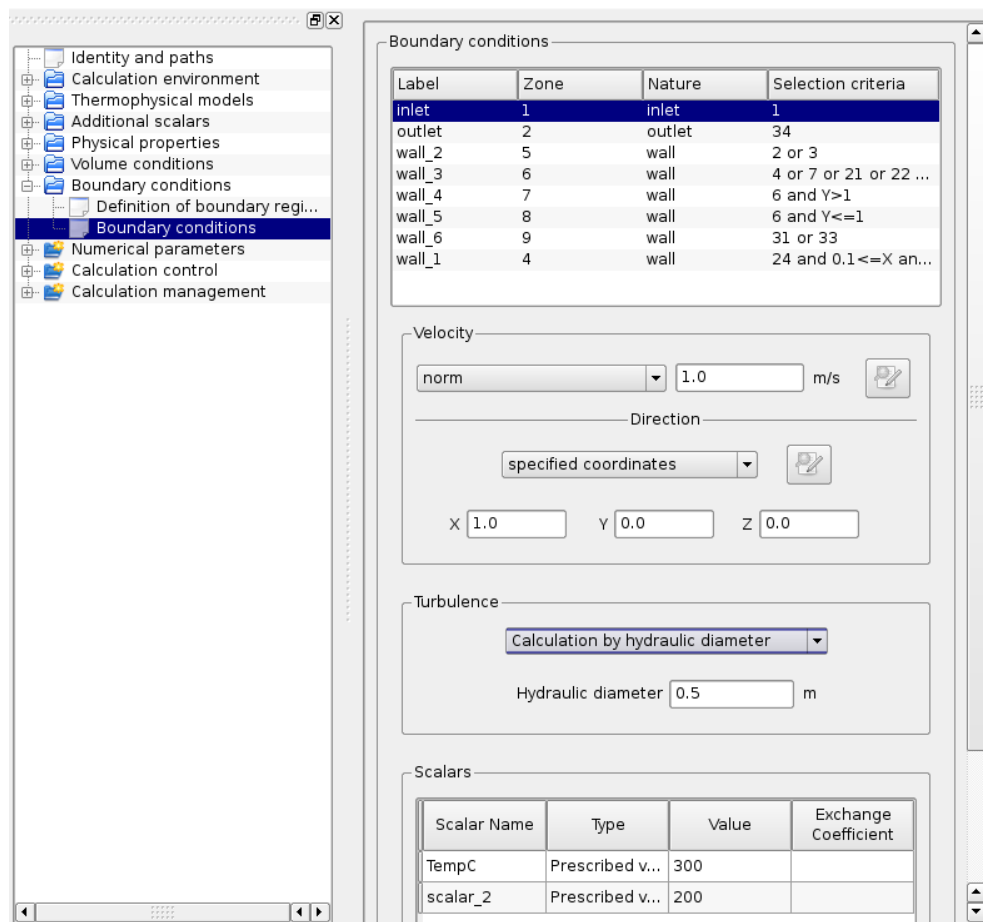 Identity and paths
Calculation environment
Thermophysical models
Additional scalars
Physical properties
Volume conditions
Boundary conditions
Definition of boundary regi...
Boundary conditions
Numerical parameters
Calculation control
Calculation management
Boundary conditions
Label Zone Nature Selection criteria
inlet 1 inlet 1
outlet 2 outlet 34
wall_2 5 wall 2 or 3
wall_3 6 wall 4 or 7 or 21 or 22 ...
wall_4 7 wall 6 and Y>1
wall_5 8 wall 6 and Y<=1
wall_6 9 wall 31 or 33
wall_1 4 wall 24 and 0.1<=X an...
Velocity
norm 1.0 m/s
Direction
specified coordinates
X 1.0 Y 0.0 Z 0.0
Turbulence
Calculation by hydraulic diameter
Hydraulic diameter 0.5 m
Scalars
Scalar Name Type Value Exchange
Coefficient
TempC Prescribed v... 300
scalar_2 Prescribed v... 200